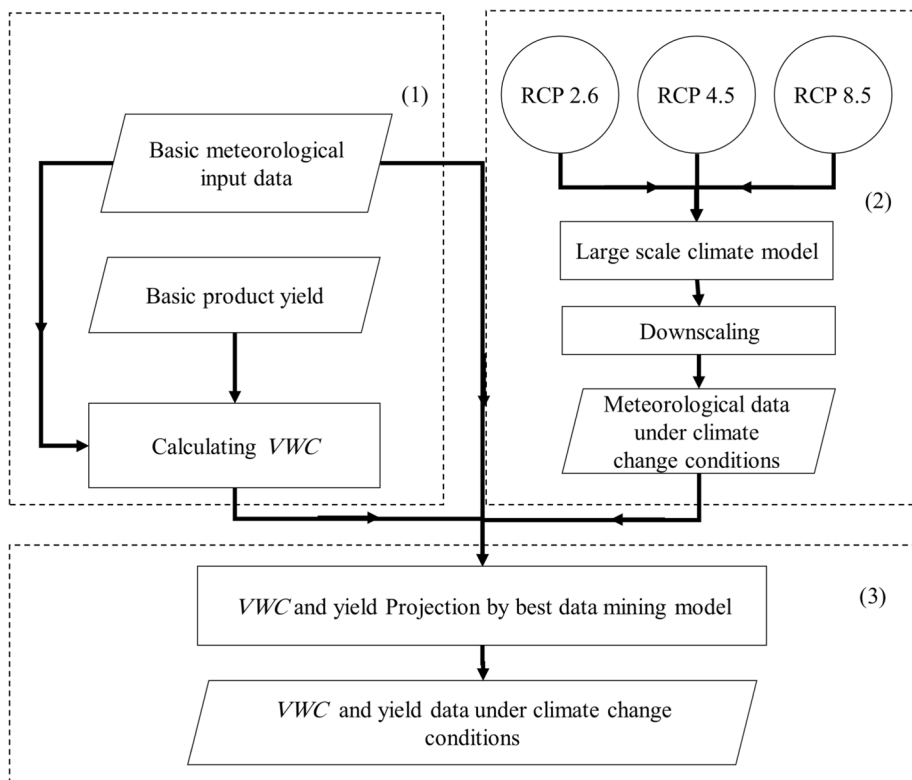 (1)
Basic meteorological
input data
Basic product yield
Calculating VWC
RCP 2.6
RCP 4.5
RCP 8.5
(2)
Large scale climate model
Downscaling
Meteorological data
under climate
change conditions
(3)
VWC and yield Projection by best data mining model
VWC and yield data under climate change
conditions